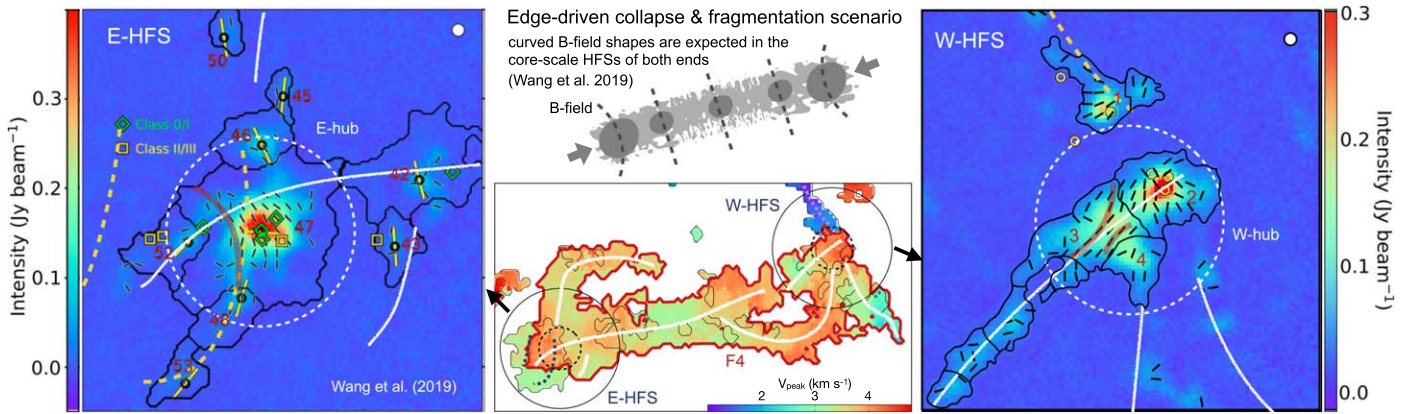 E-HFS
50
45
46
E-hub
Class 0/I
Class II/III
42
47
52
43
48
53
Wang et al. (2019)
Intensity (Jy beam⁻¹)
0.3
0.2
0.1
0.0
Edge-driven collapse & fragmentation scenario
curved B-field shapes are expected in the
core-scale HFSs of both ends
(Wang et al. 2019)
B-field
W-HFS
F4
E-HFS
Vpeak (km s⁻¹)
2 3 4
W-HFS
1
2
3
4
W-hub
0.3
0.2
0.1
0.0
Intensity (Jy beam⁻¹)